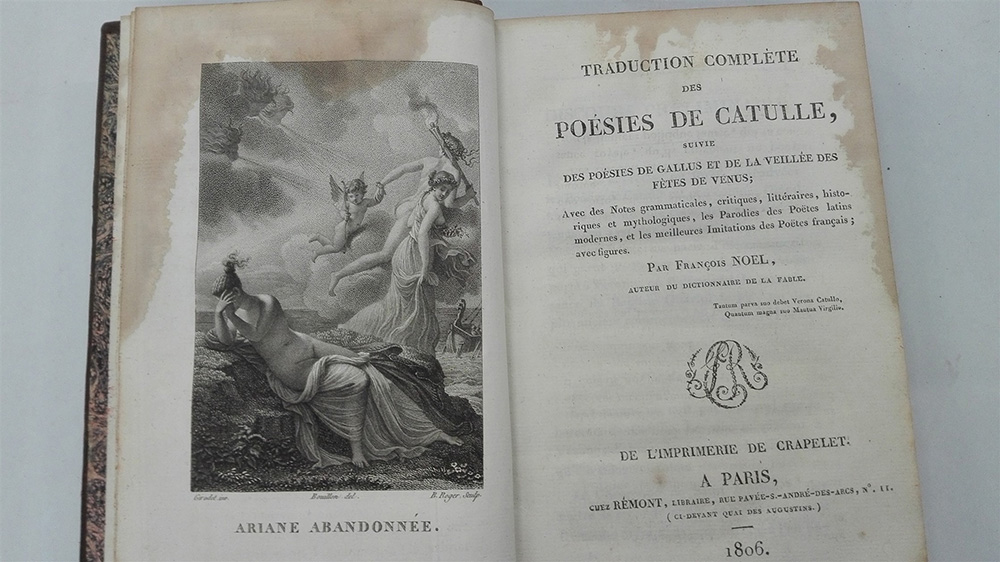 Girodet inv.
Bouillon del.
B. Roger Sculp.
ARIANE ABANDONNÉE.
TRADUCTION COMPLÈTE
DES
POÉSIES DE CATULLE,
SUIVIE
DES POÉSIES DE GALLUS ET DE LA VEILLÉE DES
FÊTES DE VENUS;
Avec des Notes grammaticales, critiques, littéraires, histo-
riques et mythologiques, les Parodies des Poëtes latins
modernes, et les meilleures Imitations des Poëtes français;
avec figures.
PAR FRANÇOIS NOEL,
AUTEUR DU DICTIONNAIRE DE LA FABLE.
Tantum parva suo debet Verona Catullo,
Quantum magna suo Mantua Virgilio.
DE L'IMPRIMERIE DE CRAPELET.
A PARIS,
CHEZ RÉMONT, LIBRAIRE, RUE PAVÉE-S.-ANDRÉ-DES-ARCS, N°. 11.
(CI-DEVANT QUAI DES AUGUSTINS.)
1806.